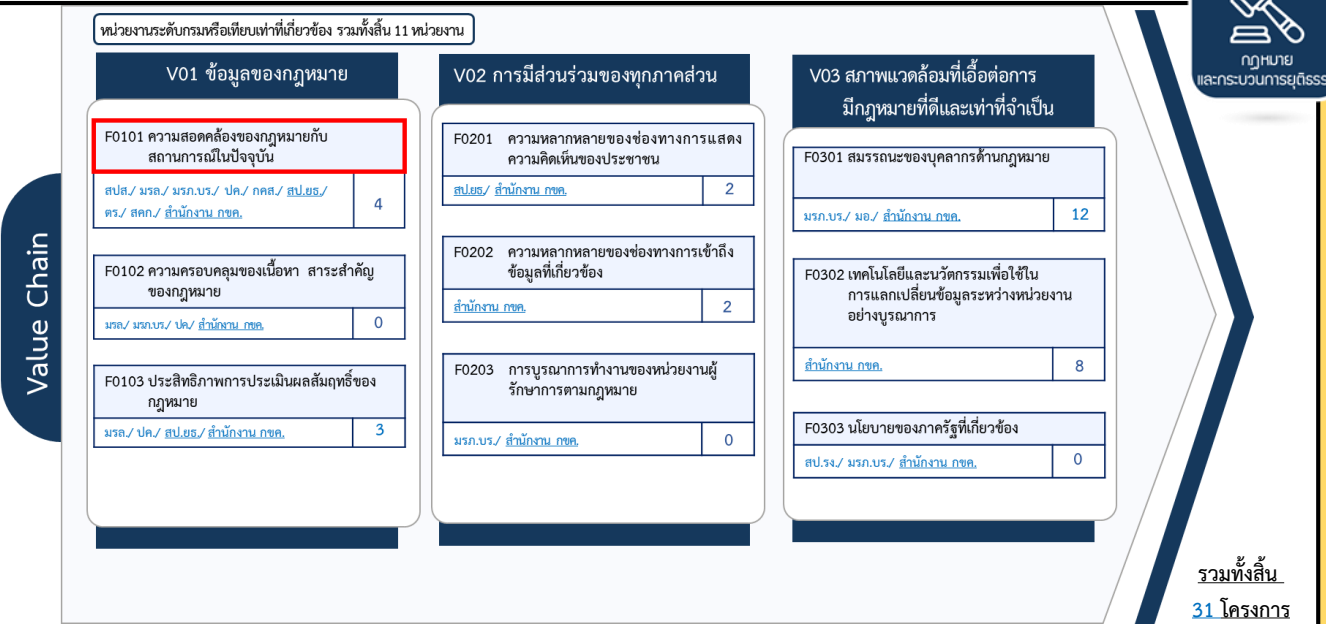 หน่วยงานระดับกรมหรือเทียบเท่าที่เกี่ยวข้อง รวมทั้งสิ้น 11 หน่วยงาน
กฎหมาย
และกระบวนการยุติธรร
Value Chain
V01 ข้อมูลของกฎหมาย
F0101 ความสอดคล้องของกฎหมายกับ
สถานการณ์ในปัจจุบัน
สปส./ มรล./ มรภ.บร./ ปค./ กคส./ สป.ยธ./
ตร./ สคก./ สำนักงาน กขค.
4
F0102 ความครอบคลุมของเนื้อหา สาระสำคัญ
ของกฎหมาย
มรล./ มรภ.บร./ ปค./ สำนักงาน กขค.
0
F0103 ประสิทธิภาพการประเมินผลสัมฤทธิ์ของ
กฎหมาย
มรล./ ปค./ สป.ยธ./ สำนักงาน กขค.
3
V02 การมีส่วนร่วมของทุกภาคส่วน
F0201 ความหลากหลายของช่องทางการแสดง
ความคิดเห็นของประชาชน
สป.ยธ./ สำนักงาน กขค.
2
F0202 ความหลากหลายของช่องทางการเข้าถึง
ข้อมูลที่เกี่ยวข้อง
สำนักงาน กขค.
2
F0203 การบูรณาการทำงานของหน่วยงานผู้
รักษาการตามกฎหมาย
มรภ.บร./ สำนักงาน กขค.
0
V03 สภาพแวดล้อมที่เอื้อต่อการ
มีกฎหมายที่ดีและเท่าที่จำเป็น
F0301 สมรรถนะของบุคลากรด้านกฎหมาย
มรภ.บร./ มอ./ สำนักงาน กขค.
12
F0302 เทคโนโลยีและนวัตกรรมเพื่อใช้ใน
การแลกเปลี่ยนข้อมูลระหว่างหน่วยงาน
อย่างบูรณาการ
สำนักงาน กขค.
8
F0303 นโยบายของภาครัฐที่เกี่ยวข้อง
สป.รง./ มรภ.บร./ สำนักงาน กขค.
0
รวมทั้งสิ้น
31 โครงการ